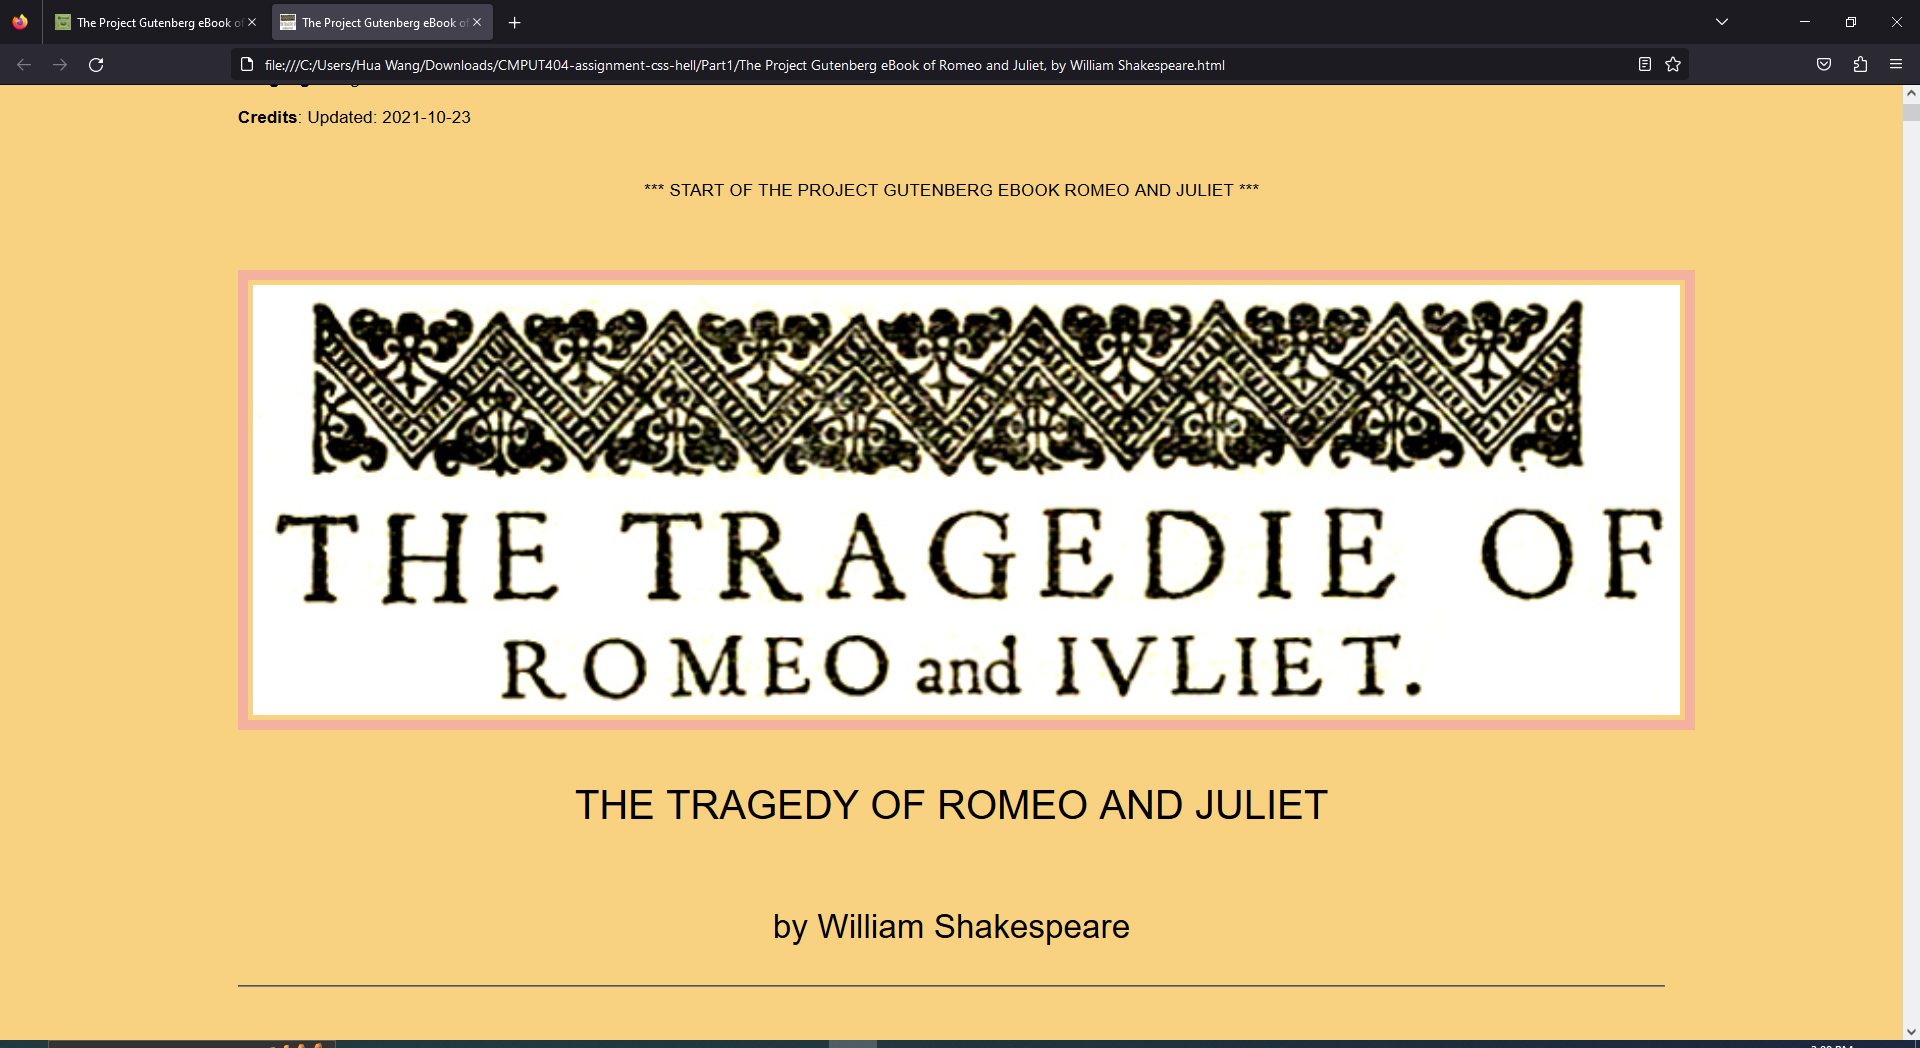 The Project Gutenberg eBook of
The Project Gutenberg eBook of
file:///C:/Users/Hua Wang/Downloads/CMPUT404-assignment-css-hell/Part1/The Project Gutenberg eBook of Romeo and Juliet, by William Shakespeare.html
Credits: Updated: 2021-10-23
*** START OF THE PROJECT GUTENBERG EBOOK ROMEO AND JULIET ***
THE TRAGEDIE OF
ROMEO and IVLIET.
THE TRAGEDY OF ROMEO AND JULIET
by William Shakespeare